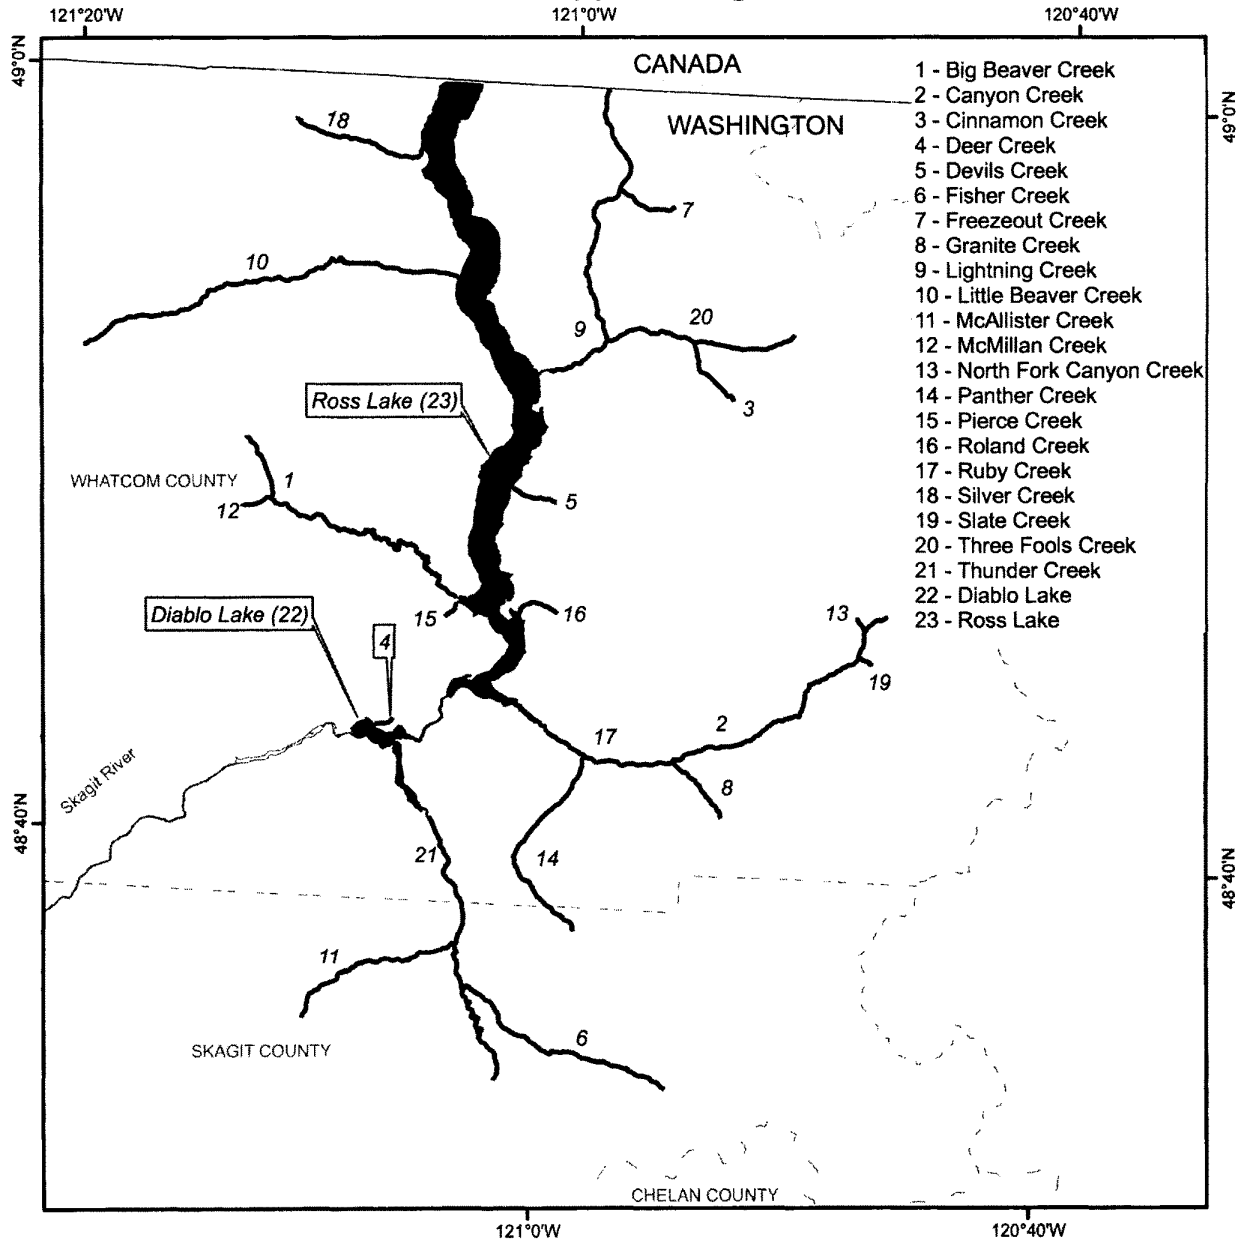 121°20'W
121°0'W
120°40'W
49°0'N
49°0'N
CANADA
WASHINGTON
1 - Big Beaver Creek
2 - Canyon Creek
3 - Cinnamon Creek
4 - Deer Creek
5 - Devils Creek
6 - Fisher Creek
7 - Freezeout Creek
8 - Granite Creek
9 - Lightning Creek
10 - Little Beaver Creek
11 - McAllister Creek
12 - McMillan Creek
13 - North Fork Canyon Creek
14 - Panther Creek
15 - Pierce Creek
16 - Roland Creek
17 - Ruby Creek
18 - Silver Creek
19 - Slate Creek
20 - Three Fools Creek
21 - Thunder Creek
22 - Diablo Lake
23 - Ross Lake
18
7
10
9
20
3
Ross Lake (23)
WHATCOM COUNTY
1
12
5
Diablo Lake (22)
4
15
16
13
19
2
17
8
Skagit River
48°40'N
48°40'N
21
14
11
6
SKAGIT COUNTY
CHELAN COUNTY
121°0'W
120°40'W